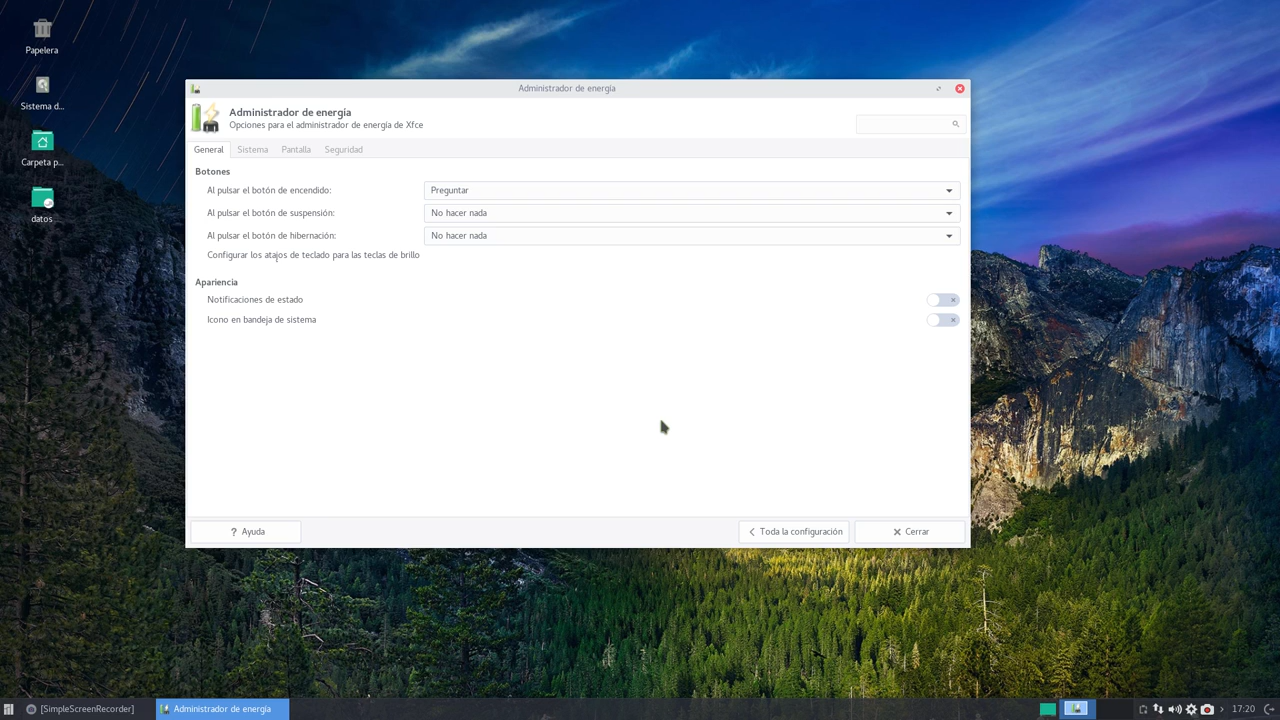 Papelera
Sistema d...
Carpeta p...
datos
Administrador de energía
Administrador de energía
Opciones para el administrador de energía de Xfce
General
Sistema
Pantalla
Seguridad
Botones
Al pulsar el botón de encendido:
Preguntar
Al pulsar el botón de suspensión:
No hacer nada
Al pulsar el botón de hibernación:
No hacer nada
Configurar los atajos de teclado para las teclas de brillo
Apariencia
Notificaciones de estado
Icono en bandeja de sistema
? Ayuda
Toda la configuración
Cerrar
[SimpleScreenRecorder]
Administrador de energía
17:20